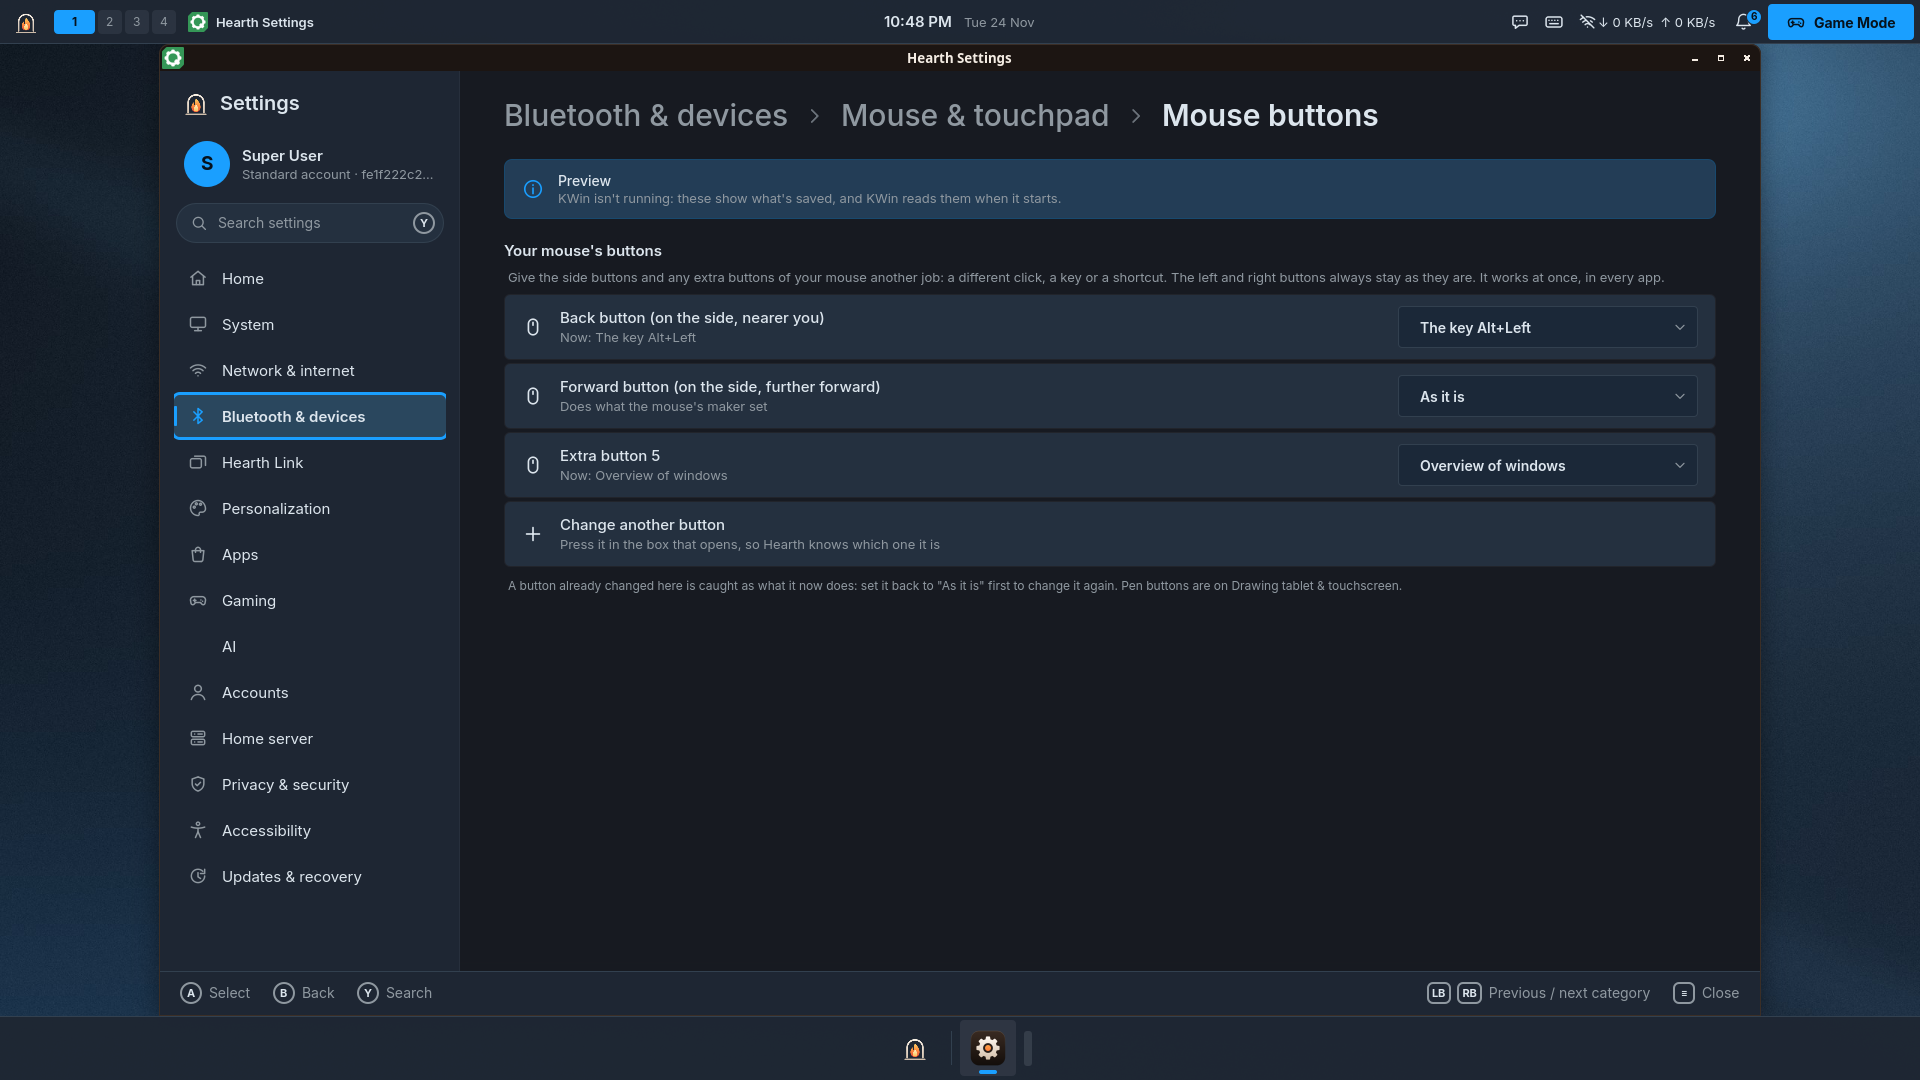 1 2 3 4 Hearth Settings
10:48 PM Tue 24 Nov
↓ 0 KB/s ↑ 0 KB/s
6
Game Mode
Hearth Settings
Settings
S
Super User
Standard account · fe1f222c2...
Search settings
Y
Home
System
Network & internet
Bluetooth & devices
Hearth Link
Personalization
Apps
Gaming
AI
Accounts
Home server
Privacy & security
Accessibility
Updates & recovery
Bluetooth & devices > Mouse & touchpad > Mouse buttons
Preview
KWin isn't running: these show what's saved, and KWin reads them when it starts.
Your mouse's buttons
Give the side buttons and any extra buttons of your mouse another job: a different click, a key or a shortcut. The left and right buttons always stay as they are. It works at once, in every app.
Back button (on the side, nearer you)
Now: The key Alt+Left
The key Alt+Left
Forward button (on the side, further forward)
Does what the mouse's maker set
As it is
Extra button 5
Now: Overview of windows
Overview of windows
Change another button
Press it in the box that opens, so Hearth knows which one it is
A button already changed here is caught as what it now does: set it back to "As it is" first to change it again. Pen buttons are on Drawing tablet & touchscreen.
A Select B Back Y Search
LB RB Previous / next category ≡ Close